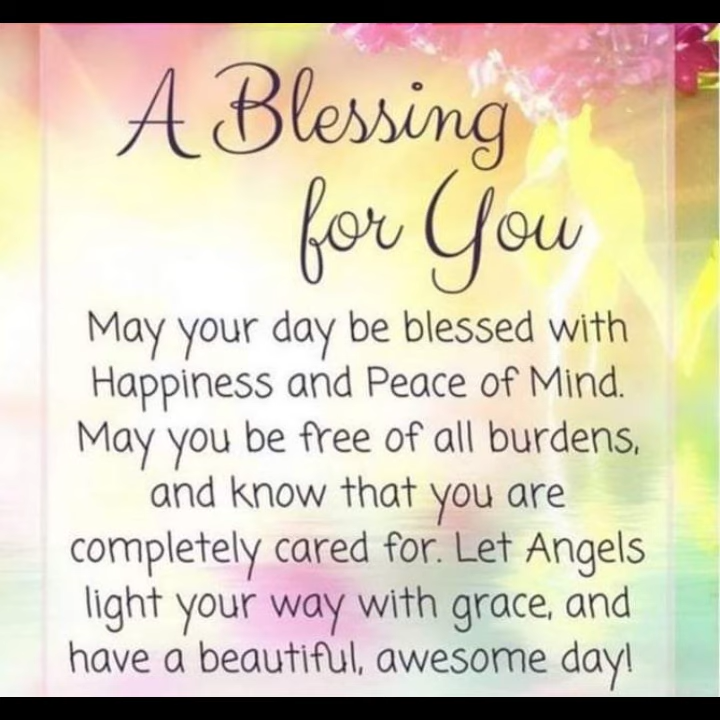 A Blessing
for You
May your day be blessed with
Happiness and Peace of Mind.
May you be free of all burdens,
and know that you are
completely cared for. Let Angels
light your way with grace, and
have a beautiful, awesome day!